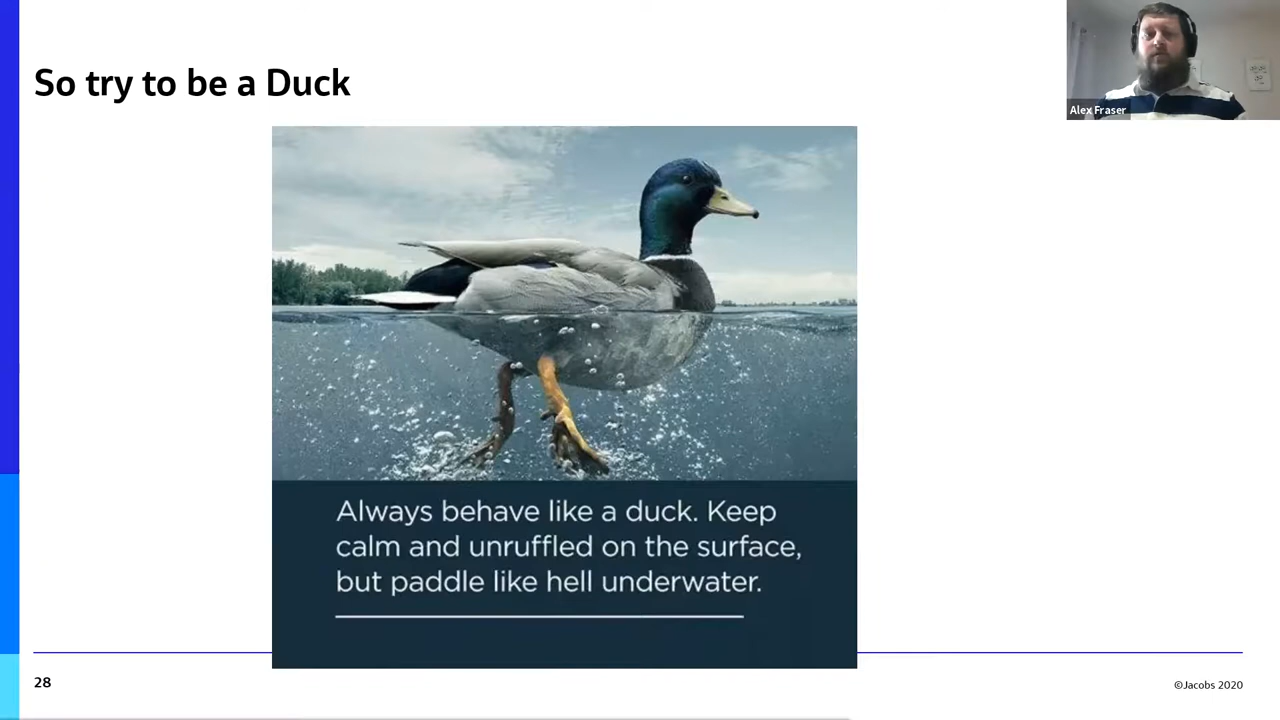 So try to be a Duck
Alex Fraser
Always behave like a duck. Keep
calm and unruffled on the surface,
but paddle like hell underwater.
28
©Jacobs 2020